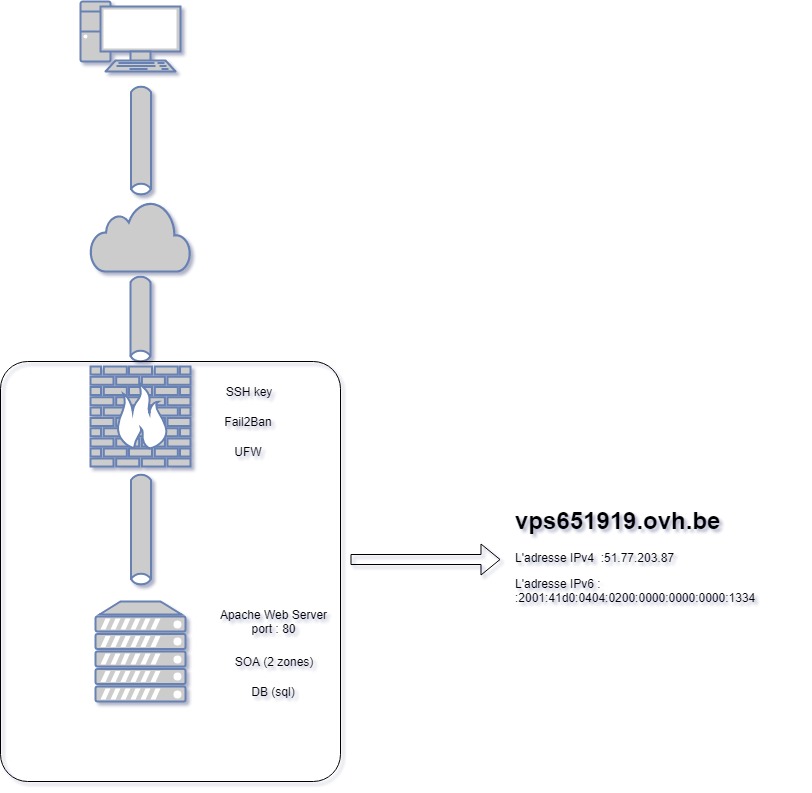 SSH key
Fail2Ban
UFW
vps651919.ovh.be
L'adresse IPv4 :51.77.203.87
L'adresse IPv6 :
:2001:41d0:0404:0200:0000:0000:0000:1334
Apache Web Server
port : 80
SOA (2 zones)
DB (sql)